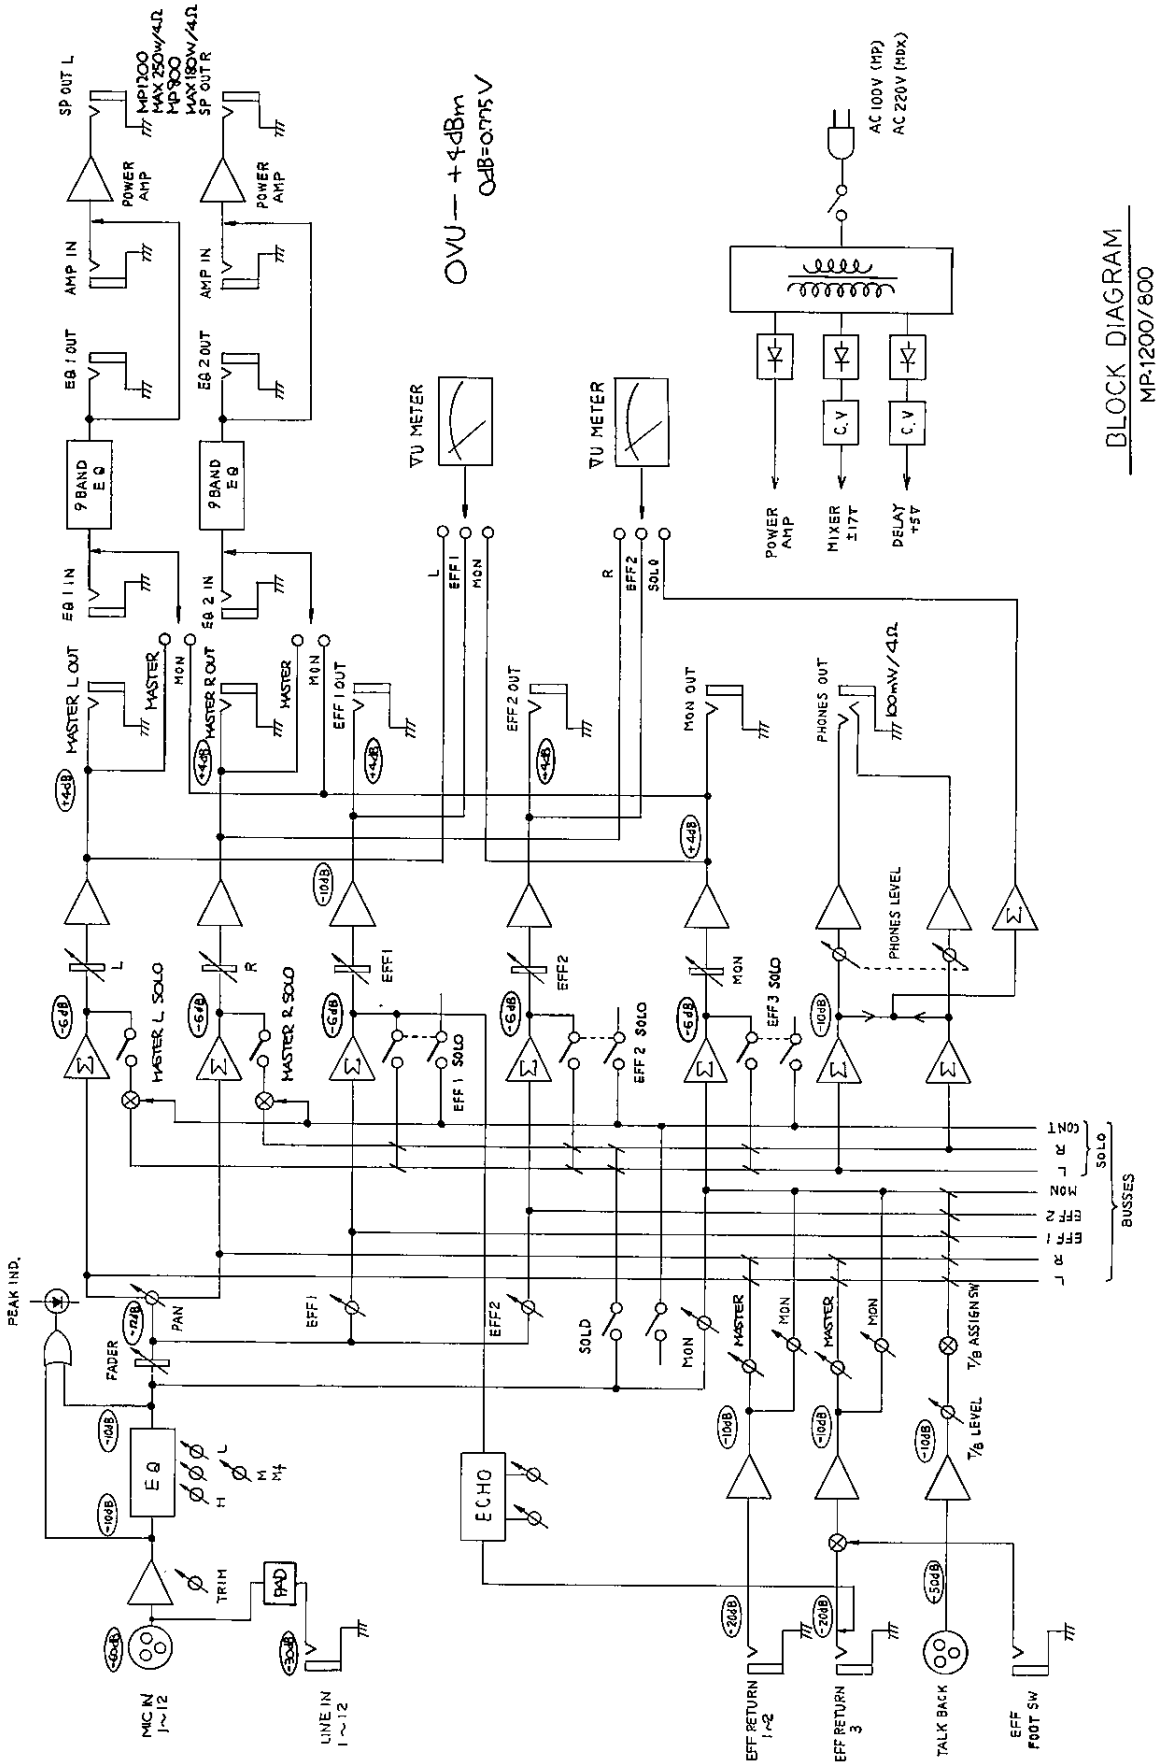 BLOCK DIAGRAM
MP-1200/800
MIC IN
1~12
-60dB
TRIM
LINE IN
1~12
-30dB
PAD
-10dB
EQ
H
M
L
Mf
-10dB
PEAK IND.
FADER
-12dB
PAN
EFF1
EFF2
SOLO
MON
ECHO
EFF RETURN
1~2
-20dB
-10dB
MASTER
MON
EFF RETURN
3
-20dB
-10dB
MASTER
MON
TALK BACK
-50dB
-10dB
T/B LEVEL
T/B ASSIGN SW
EFF
FOOT SW
L
R
EFF 1
EFF 2
MON
L
R
CONT
SOLO
BUSSES
-6dB
MASTER L SOLO
L
-6dB
MASTER R SOLO
R
-6dB
EFF 1 SOLO
EFF1
-10dB
-6dB
EFF 2 SOLO
EFF2
-6dB
EFF3 SOLO
MON
-10dB
PHONES LEVEL
+4dB
MASTER L OUT
MASTER
MON
+4dB
MASTER R OUT
MASTER
MON
+4dB
EFF 1 OUT
+4dB
EFF 2 OUT
+4dB
MON OUT
PHONES OUT
100mW/4Ω
EQ 1 IN
9 BAND
EQ
EQ 1 OUT
AMP IN
POWER
AMP
SP OUT L
MP1200
MAX 250W/4Ω
MP800
MAX 180W/4Ω
SP OUT R
EQ 2 IN
9 BAND
EQ
EQ 2 OUT
AMP IN
POWER
AMP
L
EFF 1
MON
VU METER
R
EFF 2
SOLO
VU METER
0VU — +4dBm
0dB=0.775V
POWER
AMP
MIXER
±17V
C.V
DELAY
+5V
C.V
AC 100V (MP)
AC 220V (MDX)
Σ
Σ
Σ
Σ
Σ
Σ
Σ
Σ